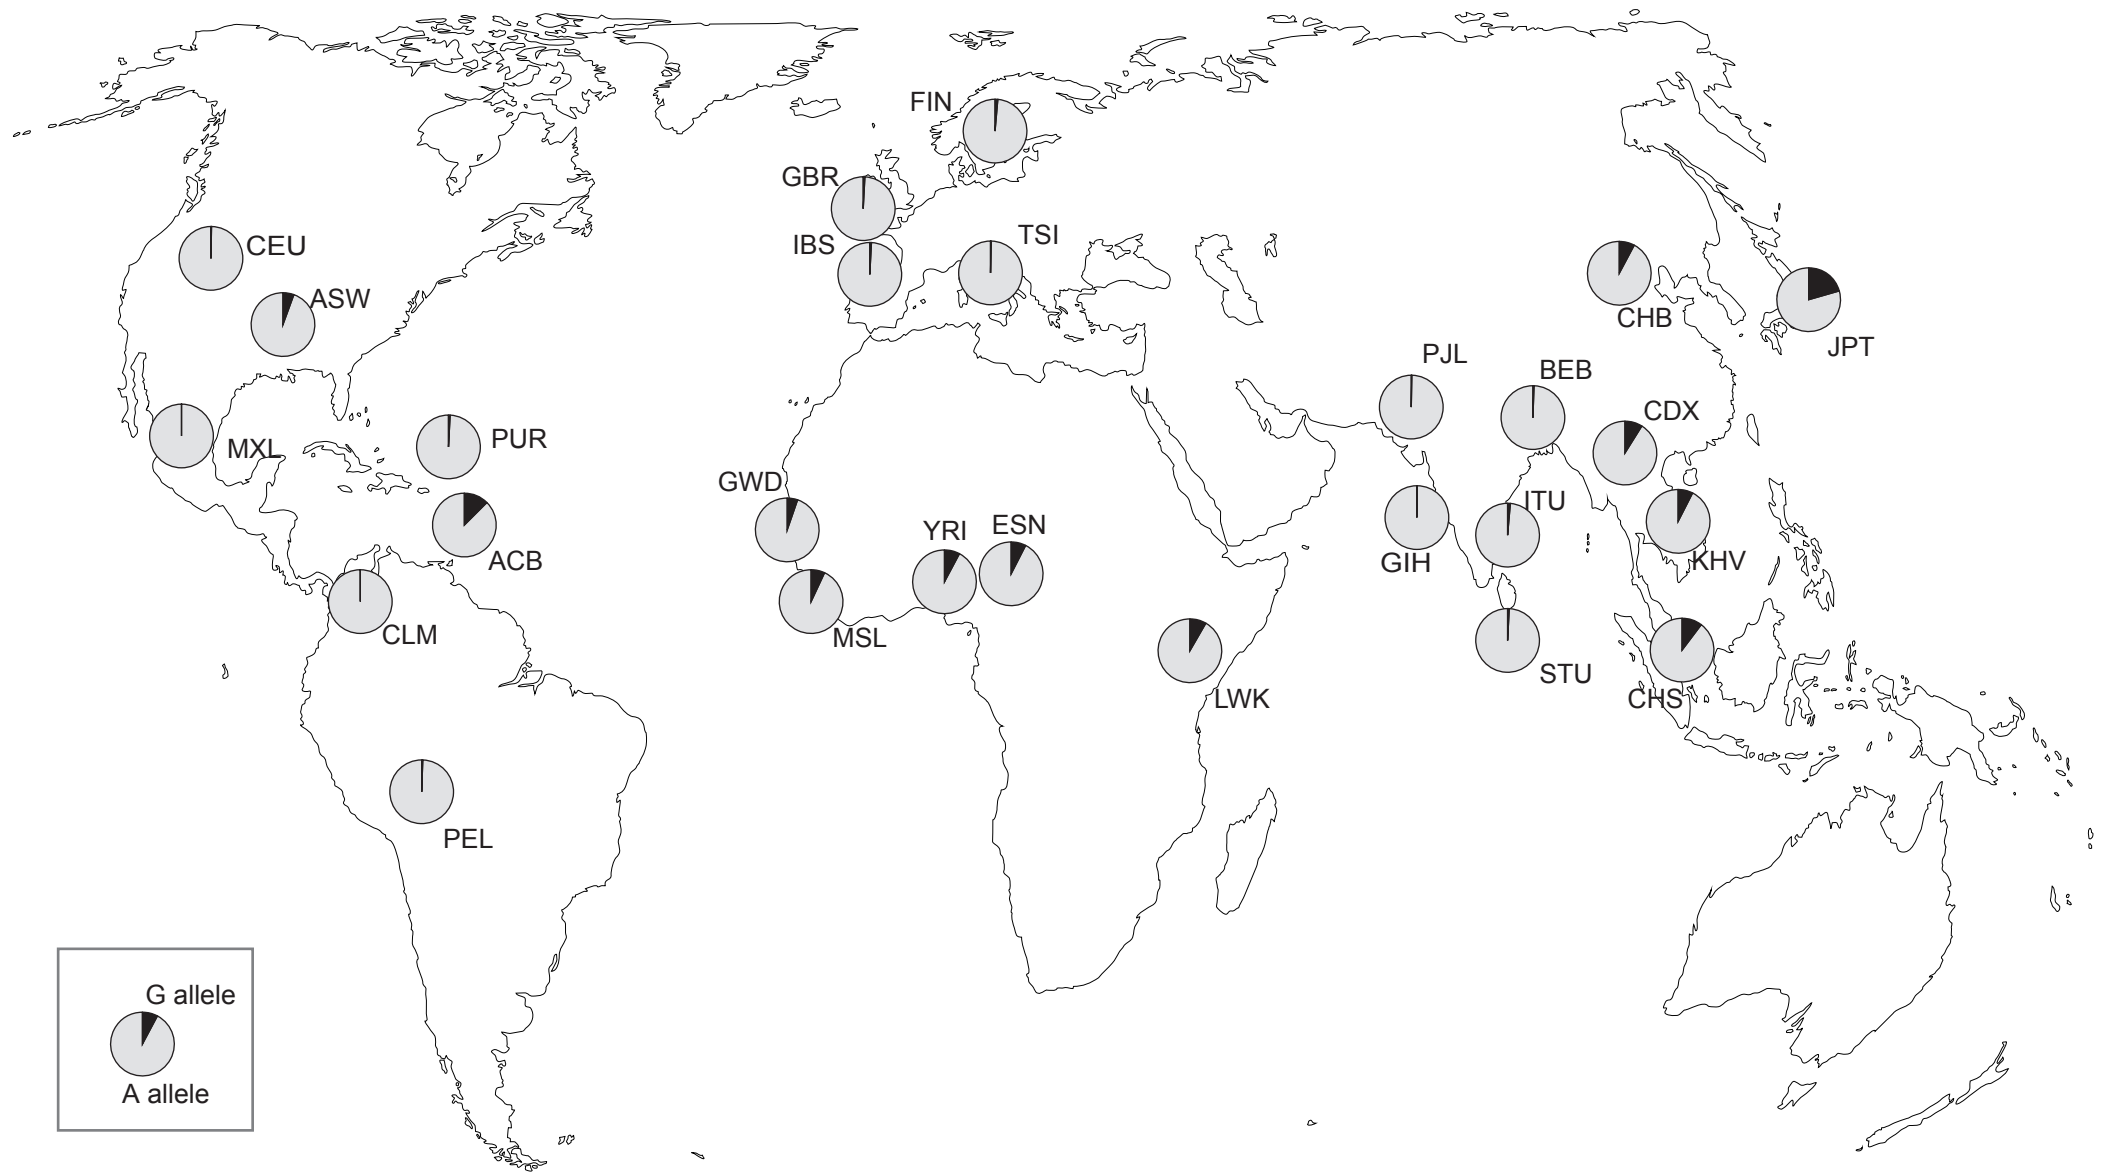 FIN
GBR
IBS
TSI
CEU
ASW
CHB
JPT
PJL
BEB
CDX
MXL
PUR
GWD
YRI
ESN
ITU
ACB
GIH
KHV
CLM
MSL
LWK
STU
CHS
PEL
G allele
A allele